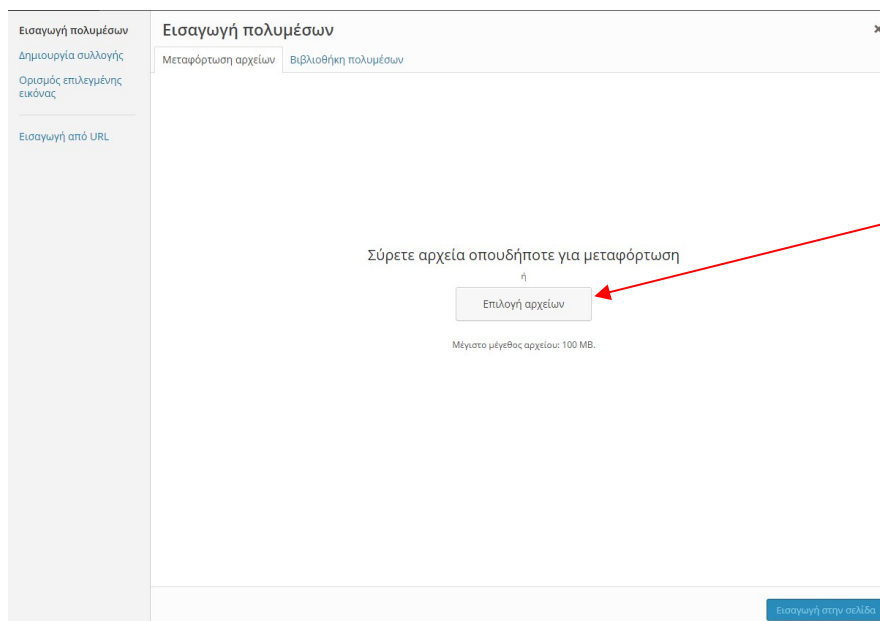 Εισαγωγή πολυμέσων
Δημιουργία συλλογής
Ορισμός επιλεγμένης
εικόνας
Εισαγωγή από URL
Εισαγωγή πολυμέσων
Μεταφόρτωση αρχείων
Βιβλιοθήκη πολυμέσων
Σύρετε αρχεία οπουδήποτε για μεταφόρτωση
ή
Επιλογή αρχείων
Μέγιστο μέγεθος αρχείου: 100 MB.
Εισαγωγή στην σελίδα